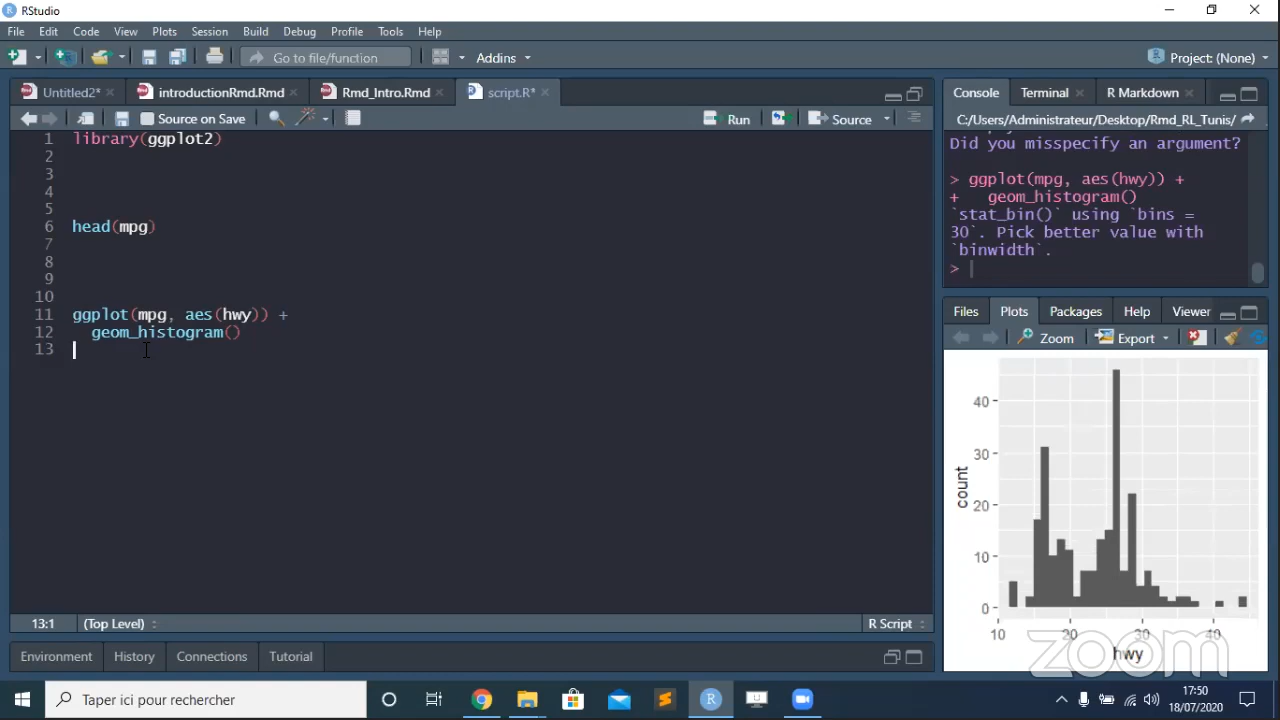 RStudio
File Edit Code View Plots Session Build Debug Profile Tools Help
Go to file/function Addins Project: (None)
Untitled2* introductionRmd.Rmd Rmd_Intro.Rmd script.R*
Source on Save Run Source
1 library(ggplot2)
2
3
4
5
6 head(mpg)
7
8
9
10
11 ggplot(mpg, aes(hwy)) +
12 geom_histogram()
13
13:1 (Top Level) R Script
Environment History Connections Tutorial
Console Terminal R Markdown
C:/Users/Administrateur/Desktop/Rmd_RL_Tunis/
Did you misspecify an argument?
> ggplot(mpg, aes(hwy)) +
+ geom_histogram()
`stat_bin()` using `bins =
30`. Pick better value with
`binwidth`.
>
Files Plots Packages Help Viewer
Zoom Export
count
40
30
20
10
0
10 20 30 40
hwy
zoom
Taper ici pour rechercher
17:50
18/07/2020